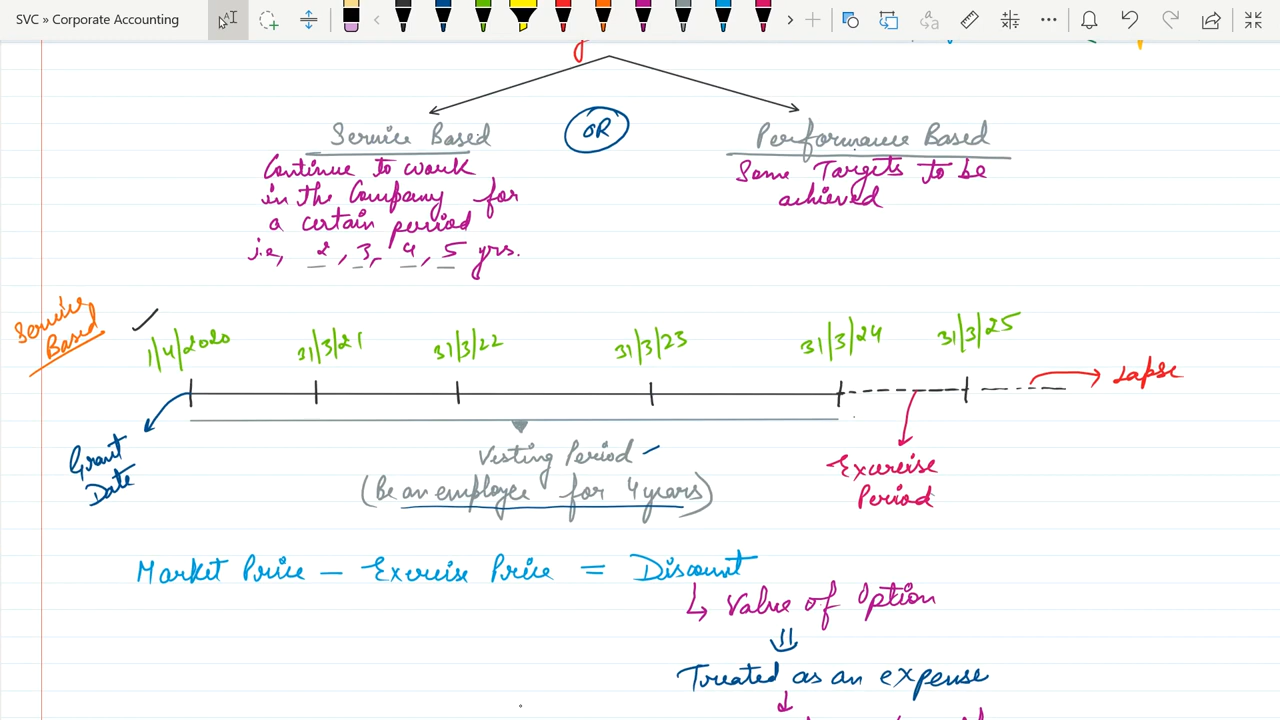 SVC » Corporate Accounting
Service Based
OR
Performance Based
Continue to work
in the Company for
a certain period
i.e, 2, 3, 4, 5 yrs.
Some Targets to be
achieved
Service
Based
1/4/2020
31/3/21
31/3/22
31/3/23
31/3/24
31/3/25
Lapse
Grant
Date
Vesting Period
(Be an employee for 4 years)
Exercise
Period
Market Price - Exercise Price = Discount
Value of Option
Treated as an expense